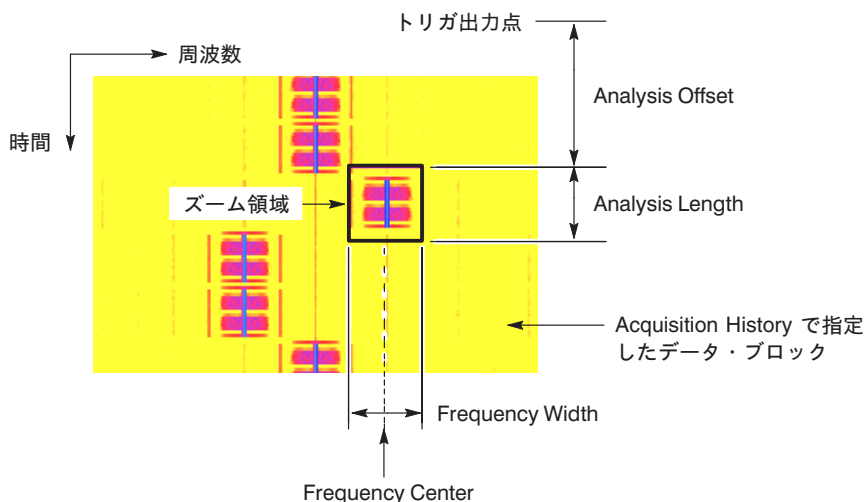 トリガ出力点
周波数
Analysis Offset
時間
ズーム領域
Analysis Length
Acquisition History で指定
したデータ・ブロック
Frequency Width
Frequency Center